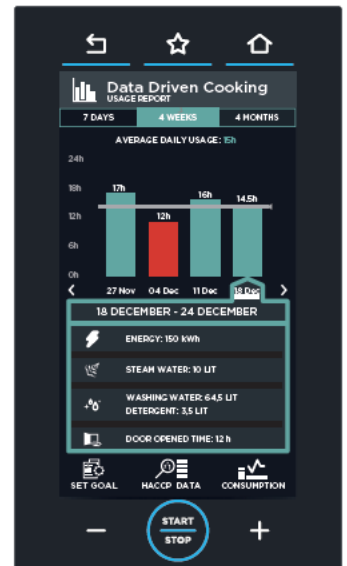 Data Driven Cooking
USAGE REPORT
7 DAYS 4 WEEKS 4 MONTHS
AVERAGE DAILY USAGE: 15h
24h
18h
12h
6h
0h
17h
12h
16h
14.5h
27 Nov 04 Dec 11 Dec 18 Dec
18 DECEMBER - 24 DECEMBER
ENERGY: 150 kWh
STEAM WATER: 10 LIT
WASHING WATER: 64,5 LIT
DETERGENT: 3,5 LIT
DOOR OPENED TIME: 12 h
SET GOAL HACCP DATA CONSUMPTION
START
STOP